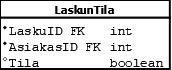 LaskunTila
*LaskuID FK int
*AsiakasID FK int
°Tila boolean